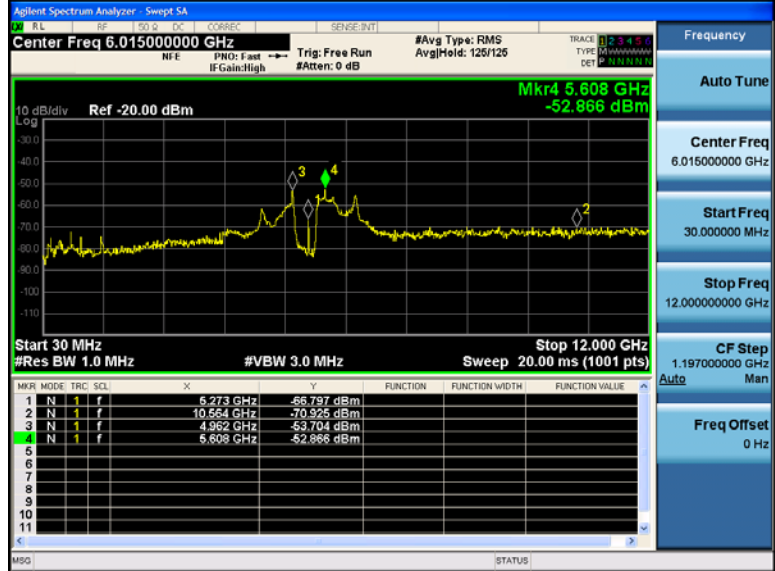 Agilent Spectrum Analyzer - Swept SA
RL RF 50 Ω DC CORREC SENSE:INT
Center Freq 6.015000000 GHz
NFE PNO: Fast Trig: Free Run
IFGain:High #Atten: 0 dB
#Avg Type: RMS
Avg|Hold: 125/125
TRACE 1 2 3 4 5 6
TYPE M
DET P N N N N N
Mkr4 5.608 GHz
-52.866 dBm
10 dB/div Ref -20.00 dBm
Log
-30.0
-40.0
-50.0
-60.0
-70.0
-80.0
-90.0
-100
-110
3
4
1
2
Start 30 MHz Stop 12.000 GHz
#Res BW 1.0 MHz #VBW 3.0 MHz Sweep 20.00 ms (1001 pts)
MKR MODE TRC SCL X Y FUNCTION FUNCTION WIDTH FUNCTION VALUE
1 N 1 f 5.273 GHz -66.797 dBm
2 N 1 f 10.564 GHz -70.925 dBm
3 N 1 f 4.962 GHz -53.704 dBm
4 N 1 f 5.608 GHz -52.866 dBm
5
6
7
8
9
10
11
MSG STATUS
Frequency
Auto Tune
Center Freq
6.015000000 GHz
Start Freq
30.000000 MHz
Stop Freq
12.000000000 GHz
CF Step
1.197000000 GHz
Auto Man
Freq Offset
0 Hz